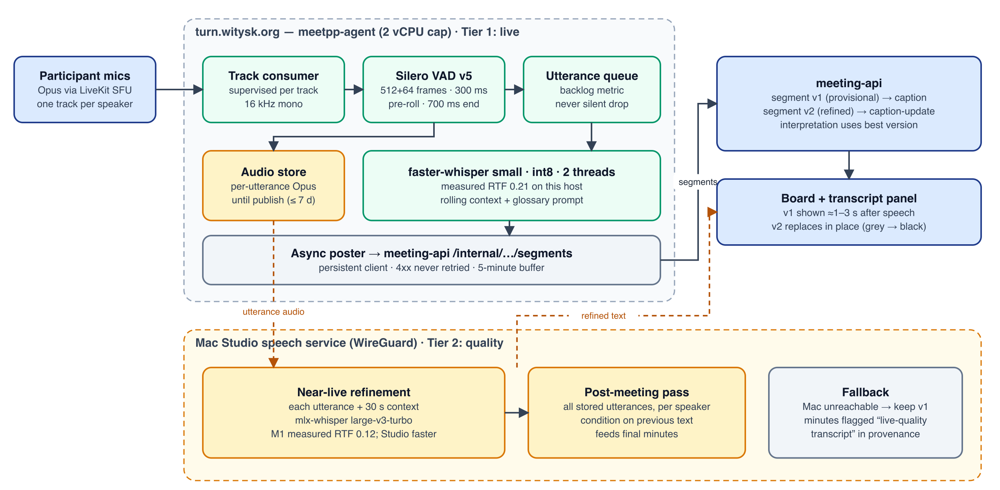 turn.witysk.org — meetpp-agent (2 vCPU cap) · Tier 1: live
Participant mics
Opus via LiveKit SFU
one track per speaker
Track consumer
supervised per track
16 kHz mono
Silero VAD v5
512+64 frames · 300 ms
pre-roll · 700 ms end
Utterance queue
backlog metric
never silent drop
meeting-api
segment v1 (provisional) → caption
segment v2 (refined) → caption-update
interpretation uses best version
Audio store
per-utterance Opus
until publish (≤ 7 d)
faster-whisper small · int8 · 2 threads
measured RTF 0.21 on this host
rolling context + glossary prompt
segments
Board + transcript panel
v1 shown ≈1–3 s after speech
v2 replaces in place (grey → black)
Async poster → meeting-api /internal/…/segments
persistent client · 4xx never retried · 5-minute buffer
utterance audio
refined text
Mac Studio speech service (WireGuard) · Tier 2: quality
Near-live refinement
each utterance + 30 s context
mlx-whisper large-v3-turbo
M1 measured RTF 0.12; Studio faster
Post-meeting pass
all stored utterances, per speaker
condition on previous text
feeds final minutes
Fallback
Mac unreachable → keep v1
minutes flagged “live-quality
transcript” in provenance